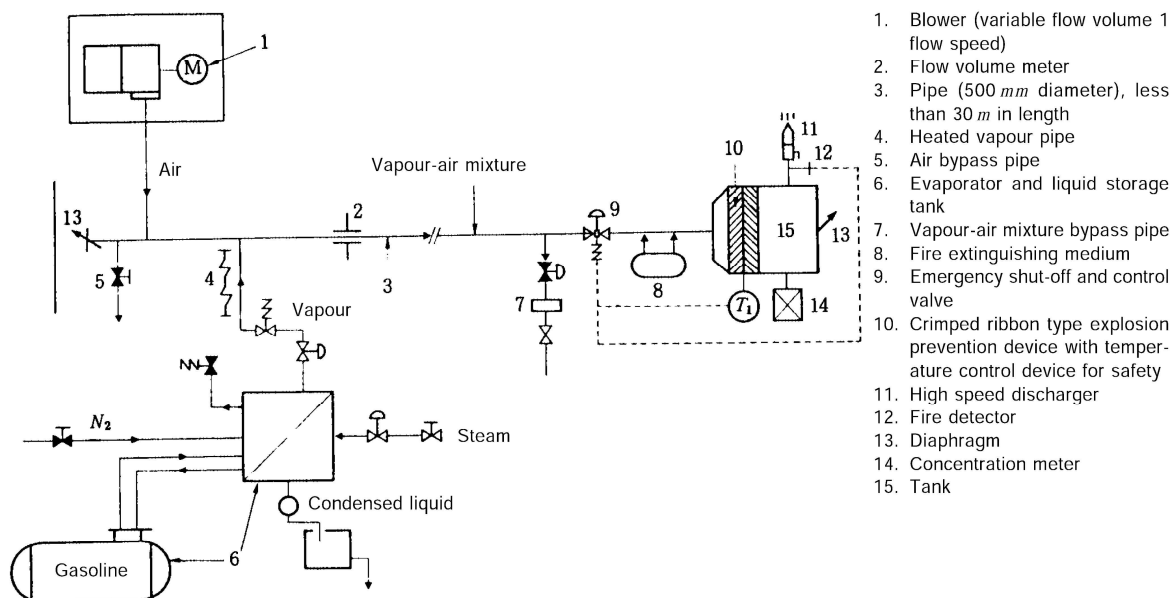 1
M
Air
Vapour-air mixture
13
2
5
4
3
Vapour
7
9
8
10
T1
11
12
15
13
14
N2
Steam
Condensed liquid
6
Gasoline
1. Blower (variable flow volume 1
flow speed)
2. Flow volume meter
3. Pipe (500 mm diameter), less
than 30 m in length
4. Heated vapour pipe
5. Air bypass pipe
6. Evaporator and liquid storage
tank
7. Vapour-air mixture bypass pipe
8. Fire extinguishing medium
9. Emergency shut-off and control
valve
10. Crimped ribbon type explosion
prevention device with temper-
ature control device for safety
11. High speed discharger
12. Fire detector
13. Diaphragm
14. Concentration meter
15. Tank